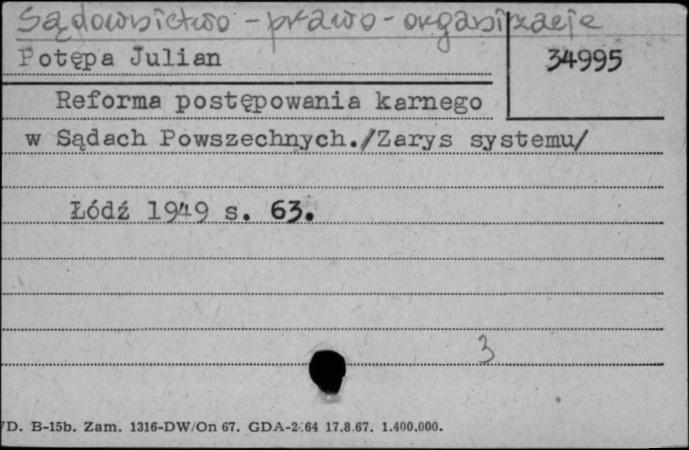 Sądownictwo - prawo - organizacje
Potępa Julian
34995
Reforma postępowania karnego
w Sądach Powszechnych./Zarys systemu/
Łódź 1949 s. 63.
3
/D. B-15b. Zam. 1316-DW/On 67. GDA-2.64 17.8.67. 1.400.000.